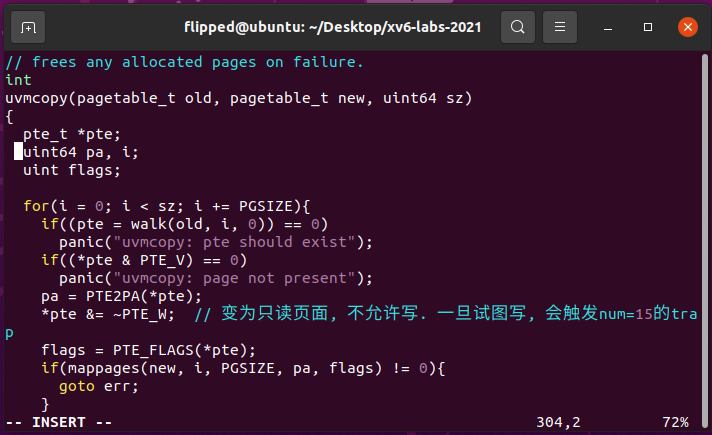 flipped@ubuntu: ~/Desktop/xv6-labs-2021
// frees any allocated pages on failure.
int
uvmcopy(pagetable_t old, pagetable_t new, uint64 sz)
{
  pte_t *pte;
  uint64 pa, i;
  uint flags;

  for(i = 0; i < sz; i += PGSIZE){
    if((pte = walk(old, i, 0)) == 0)
      panic("uvmcopy: pte should exist");
    if((*pte & PTE_V) == 0)
      panic("uvmcopy: page not present");
    pa = PTE2PA(*pte);
    *pte &= ~PTE_W;  // 变为只读页面, 不允许写. 一旦试图写, 会触发num=15的tra
p
    flags = PTE_FLAGS(*pte);
    if(mappages(new, i, PGSIZE, pa, flags) != 0){
      goto err;
    }
-- INSERT -- 304,2 72%